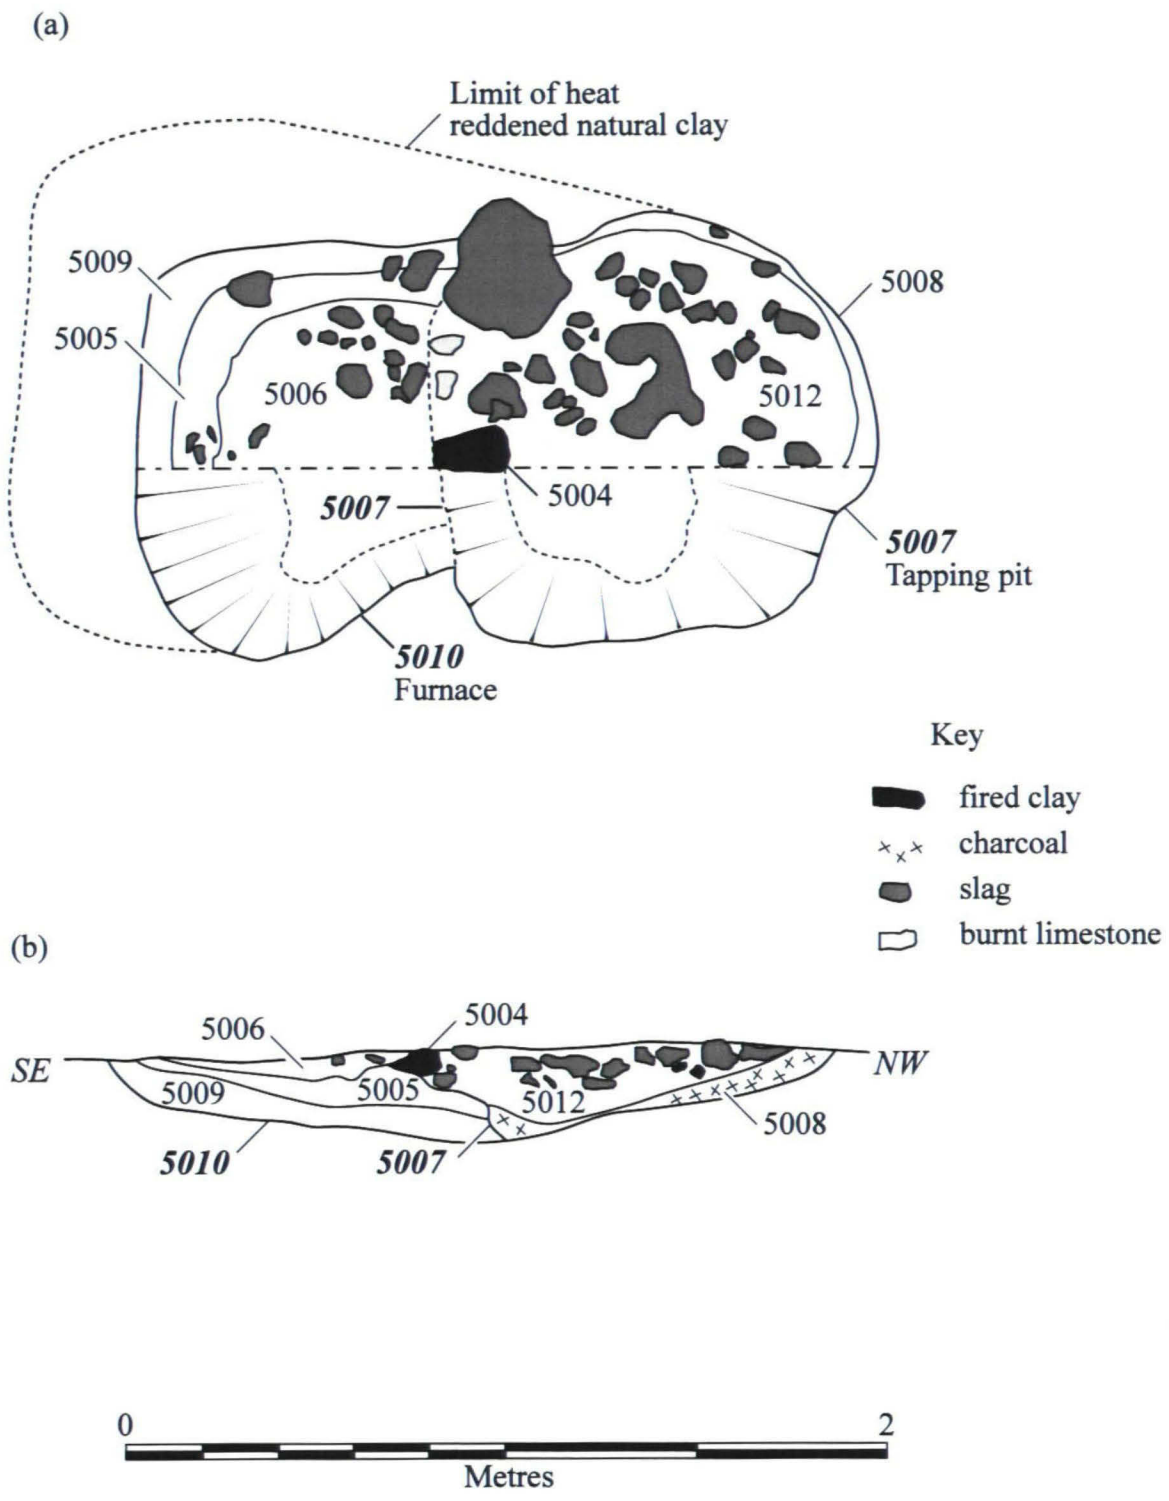 (a)
Limit of heat
reddened natural clay
5009
5008
5005
5006
5012
5007
5004
5007
Tapping pit
5010
Furnace
Key
fired clay
charcoal
slag
burnt limestone
(b)
5004
5006
SE
NW
5009
5005
5012
5008
5010
5007
0
2
Metres